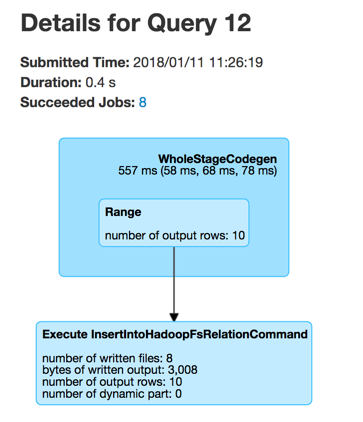 Details for Query 12
Submitted Time: 2018/01/11 11:26:19
Duration: 0.4 s
Succeeded Jobs: 8
WholeStageCodegen
557 ms (58 ms, 68 ms, 78 ms)
Range
number of output rows: 10
Execute InsertIntoHadoopFsRelationCommand
number of written files: 8
bytes of written output: 3,008
number of output rows: 10
number of dynamic part: 0